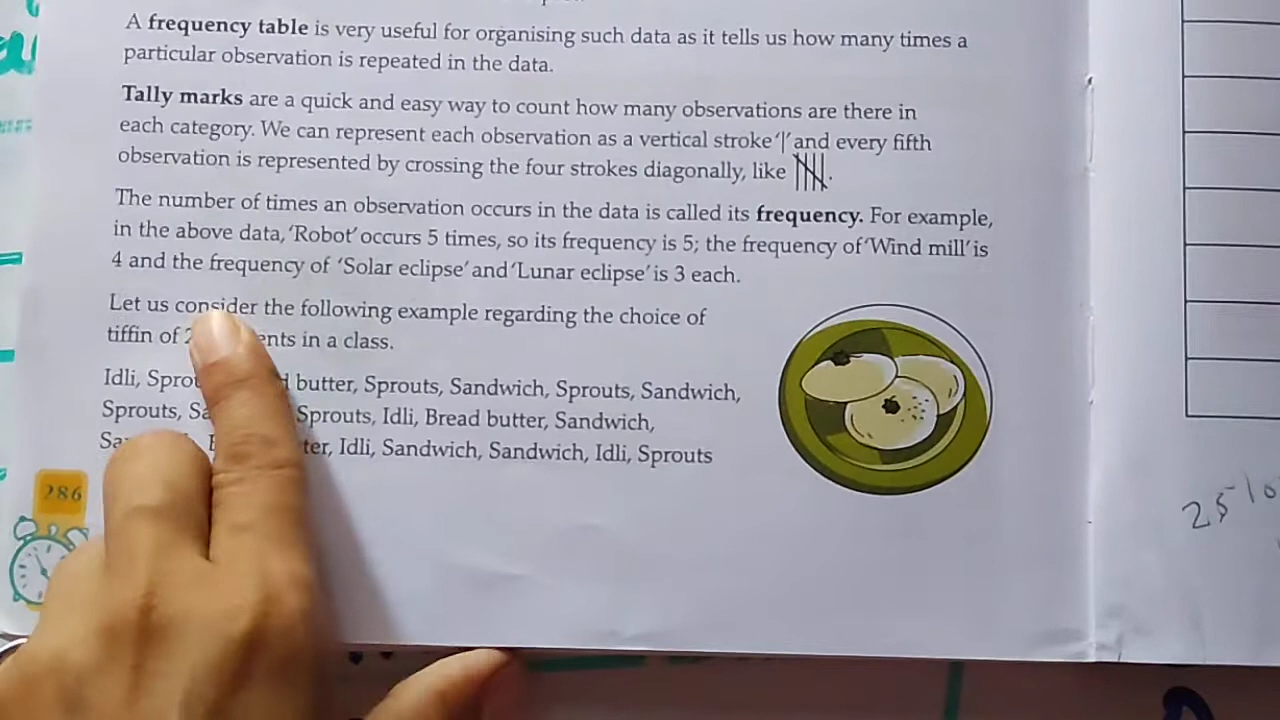 A frequency table is very useful for organising such data as it tells us how many times a
particular observation is repeated in the data.
Tally marks are a quick and easy way to count how many observations are there in
each category. We can represent each observation as a vertical stroke '|' and every fifth
observation is represented by crossing the four strokes diagonally, like
The number of times an observation occurs in the data is called its frequency. For example,
in the above data, 'Robot' occurs 5 times, so its frequency is 5; the frequency of 'Wind mill' is
4 and the frequency of 'Solar eclipse' and 'Lunar eclipse' is 3 each.
Let us consider the following example regarding the choice of
tiffin of in a class.
Idli, butter, Sprouts, Sandwich, Sprouts, Sandwich,
Sprouts, Sprouts, Idli, Bread butter, Sandwich,
Idli, Sandwich, Sandwich, Idli, Sprouts
286